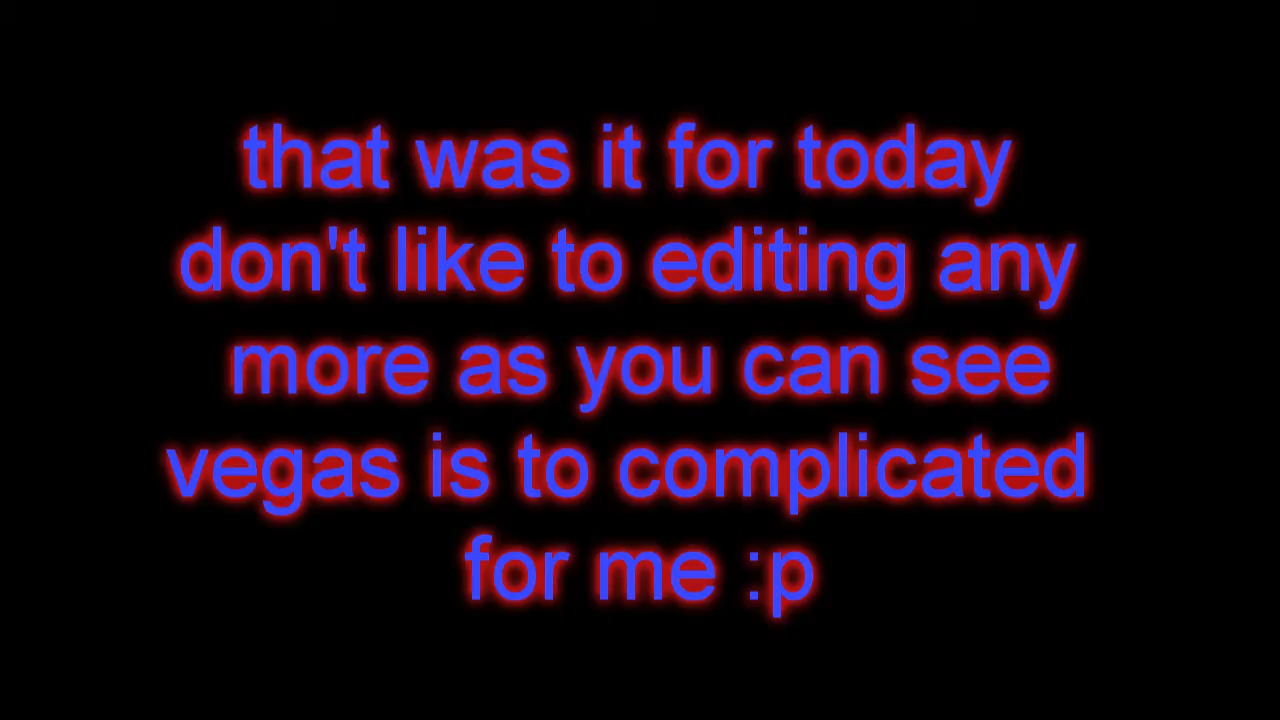 that was it for today
don't like to editing any
more as you can see
vegas is to complicated
for me :p